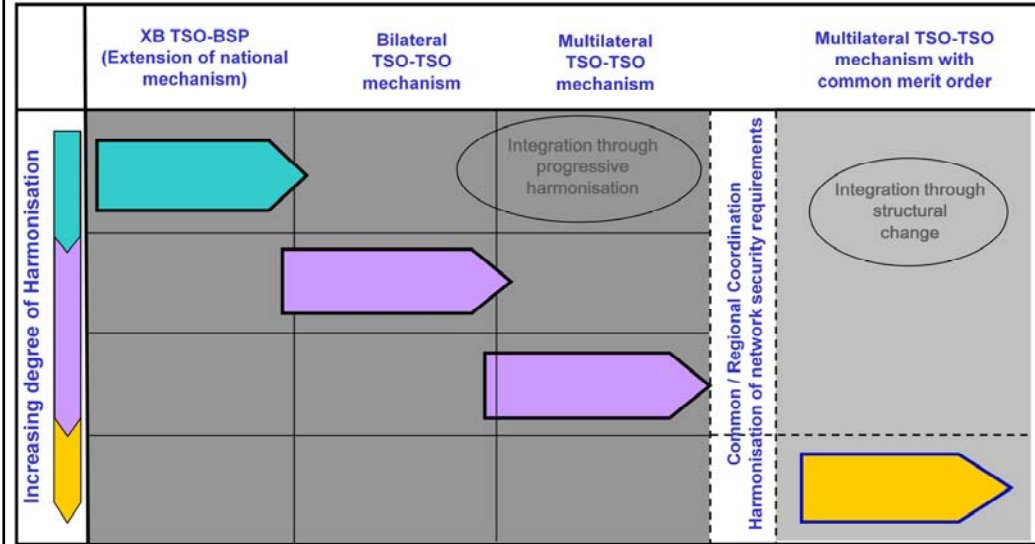 XB TSO-BSP
(Extension of national
mechanism)
Bilateral
TSO-TSO
mechanism
Multilateral
TSO-TSO
mechanism
Multilateral TSO-TSO
mechanism with
common merit order
Increasing degree of Harmonisation
Integration through
progressive
harmonisation
Common / Regional Coordination
Harmonisation of network security requirements
Integration through
structural
change